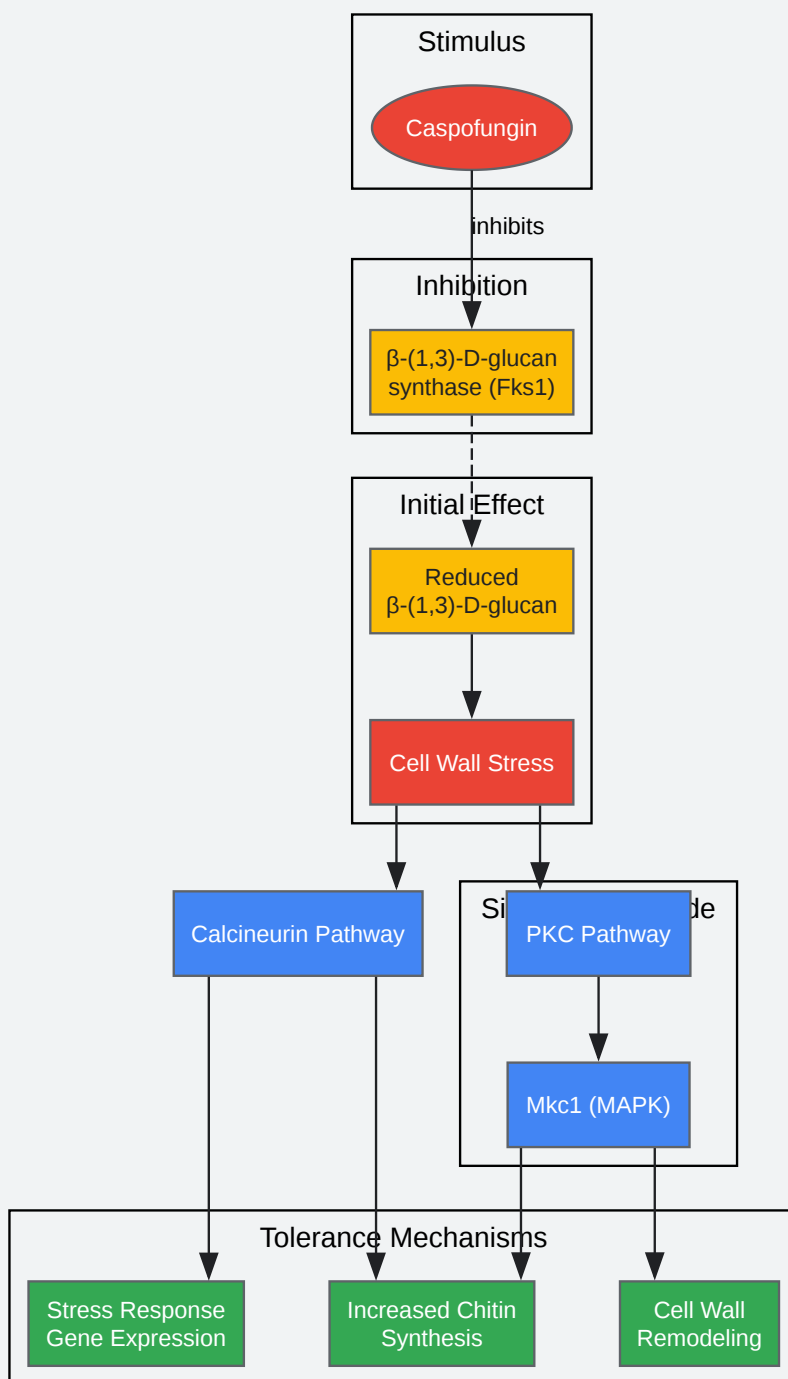 Stimulus
Caspofungin
inhibits
Inhibition
β-(1,3)-D-glucan
synthase (Fks1)
Initial Effect
Reduced
β-(1,3)-D-glucan
Cell Wall Stress
Calcineurin Pathway
PKC Pathway
Mkc1 (MAPK)
Tolerance Mechanisms
Stress Response
Gene Expression
Increased Chitin
Synthesis
Cell Wall
Remodeling